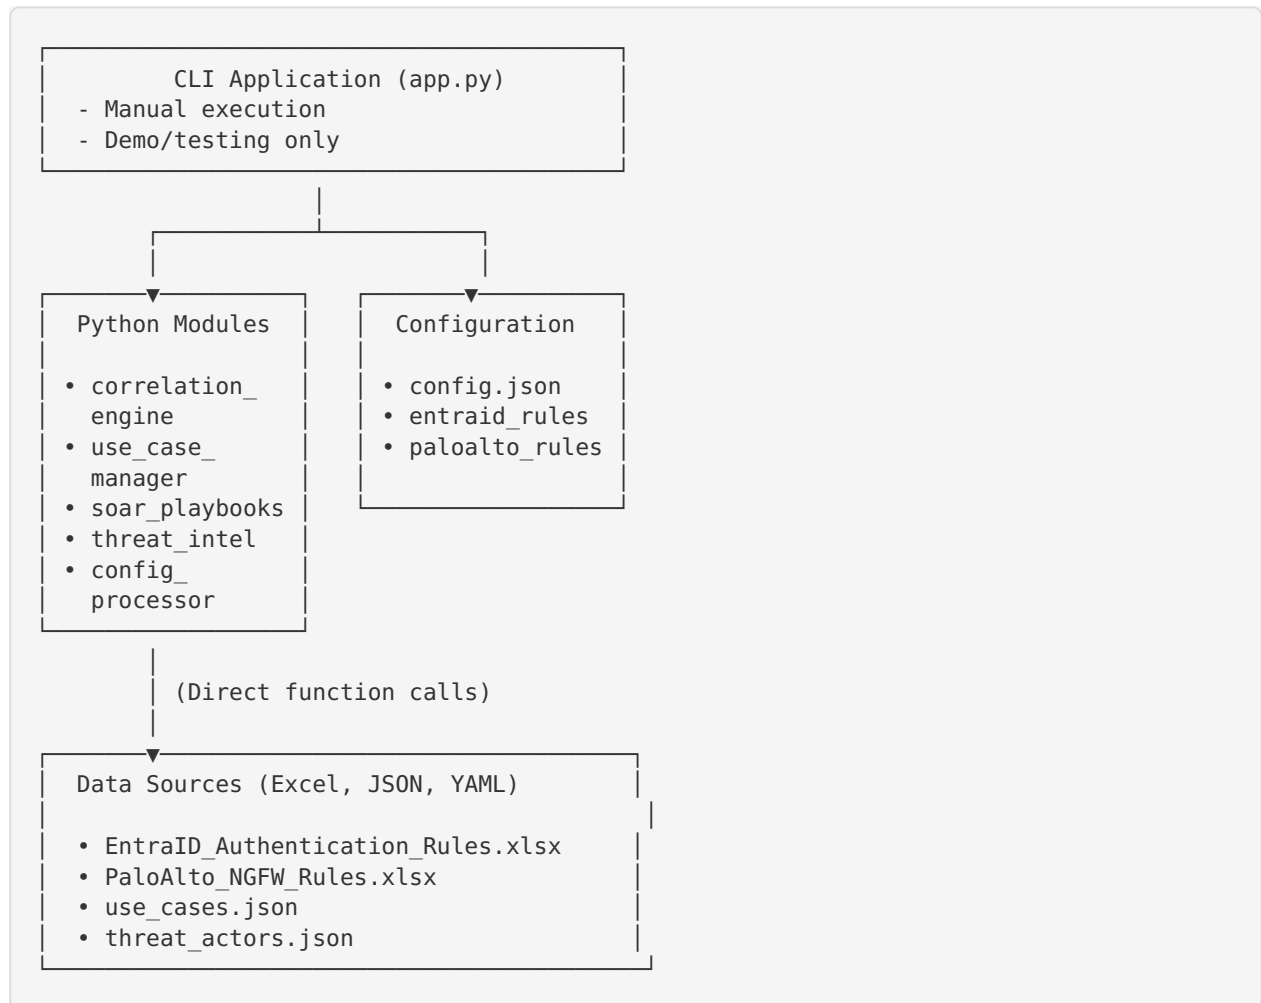 CLI Application (app.py)
- Manual execution
- Demo/testing only
Python Modules
• correlation_
engine
• use_case_
manager
• soar_playbooks
• threat_intel
• config_
processor
Configuration
• config.json
• entraid_rules
• paloalto_rules
(Direct function calls)
Data Sources (Excel, JSON, YAML)
• EntraID_Authentication_Rules.xlsx
• PaloAlto_NGFW_Rules.xlsx
• use_cases.json
• threat_actors.json